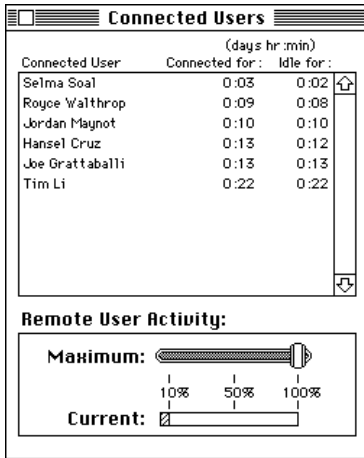 Connected Users
(days hr:min)
Connected User Connected for: Idle for:
Selma Soal 0:03 0:02
Royce Walthrop 0:09 0:08
Jordan Maynot 0:10 0:10
Hansel Cruz 0:13 0:12
Joe Grattaballi 0:13 0:13
Tim Li 0:22 0:22
Remote User Activity:
Maximum:
10% 50% 100%
Current: